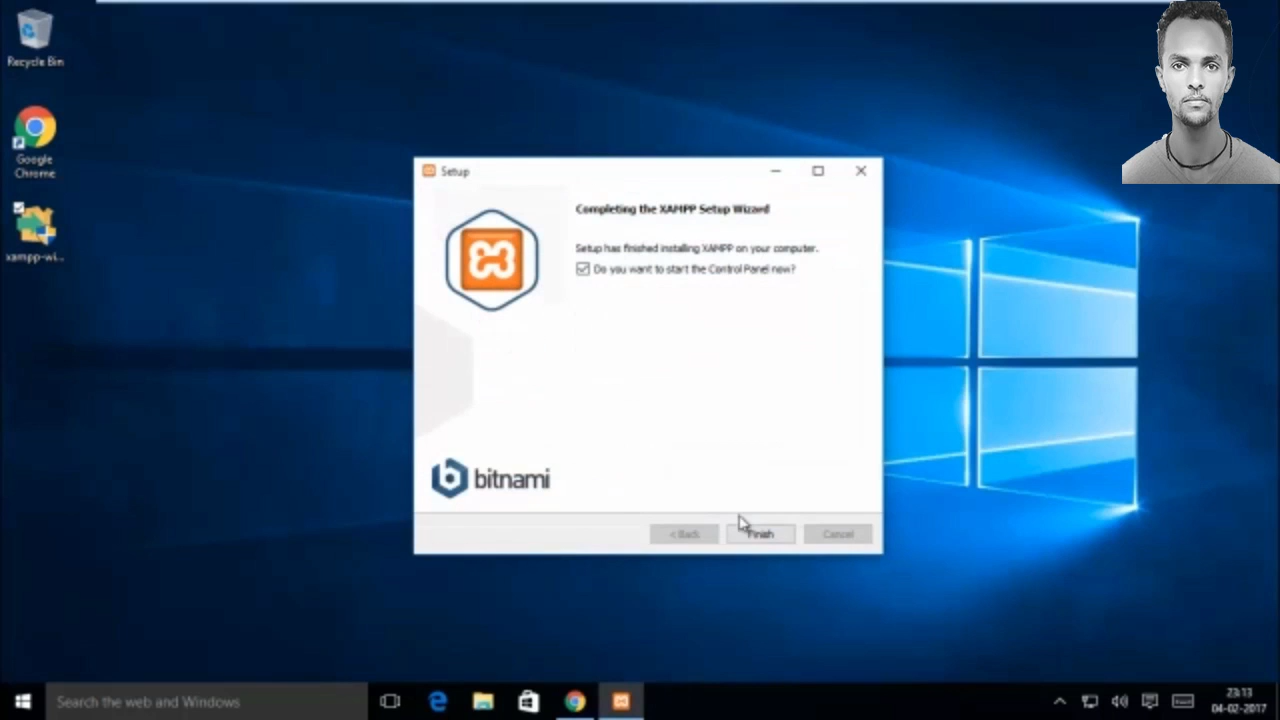 Recycle Bin
Google
Chrome
xampp-wi...
Setup
Completing the XAMPP Setup Wizard
Setup has finished installing XAMPP on your computer.
Do you want to start the Control Panel now?
bitnami
< Back
Finish
Cancel
Search the web and Windows
23:13
04-02-2017